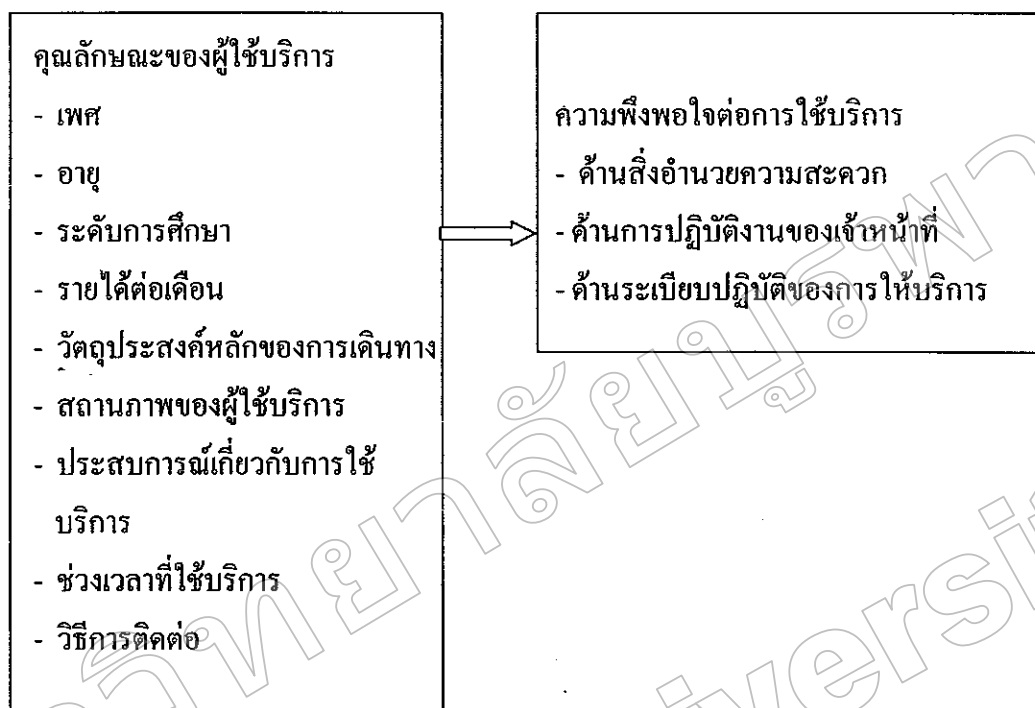 คุณลักษณะของผู้ใช้บริการ
- เพศ
- อายุ
- ระดับการศึกษา
- รายได้ต่อเดือน
- วัตถุประสงค์หลักของการเดินทาง
- สถานภาพของผู้ใช้บริการ
- ประสบการณ์เกี่ยวกับการใช้
บริการ
- ช่วงเวลาที่ใช้บริการ
- วิธีการติดต่อ
ความพึงพอใจต่อการใช้บริการ
- ด้านสิ่งอำนวยความสะดวก
- ด้านการปฏิบัติงานของเจ้าหน้าที่
- ด้านระเบียบปฏิบัติของการให้บริการ